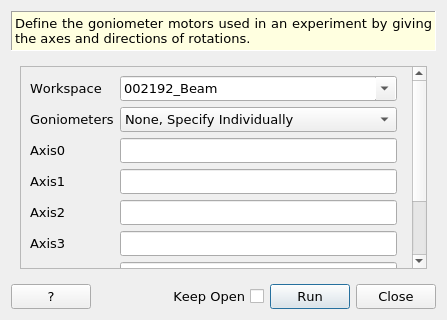 Define the goniometer motors used in an experiment by giving
the axes and directions of rotations.
Workspace 002192_Beam
Goniometers None, Specify Individually
Axis0
Axis1
Axis2
Axis3
? Keep Open Run Close